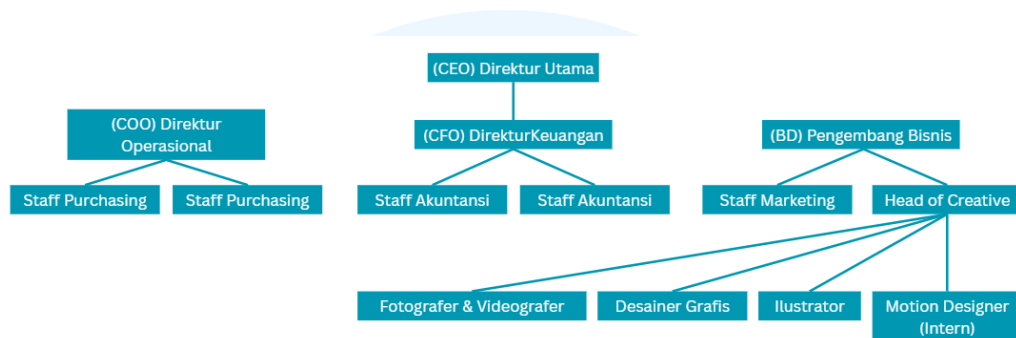 (CEO) Direktur Utama
(COO) Direktur
Operasional
(CFO) DirekturKeuangan
(BD) Pengembang Bisnis
Staff Purchasing
Staff Purchasing
Staff Akuntansi
Staff Akuntansi
Staff Marketing
Head of Creative
Fotografer & Videografer
Desainer Grafis
Ilustrator
Motion Designer
(Intern)